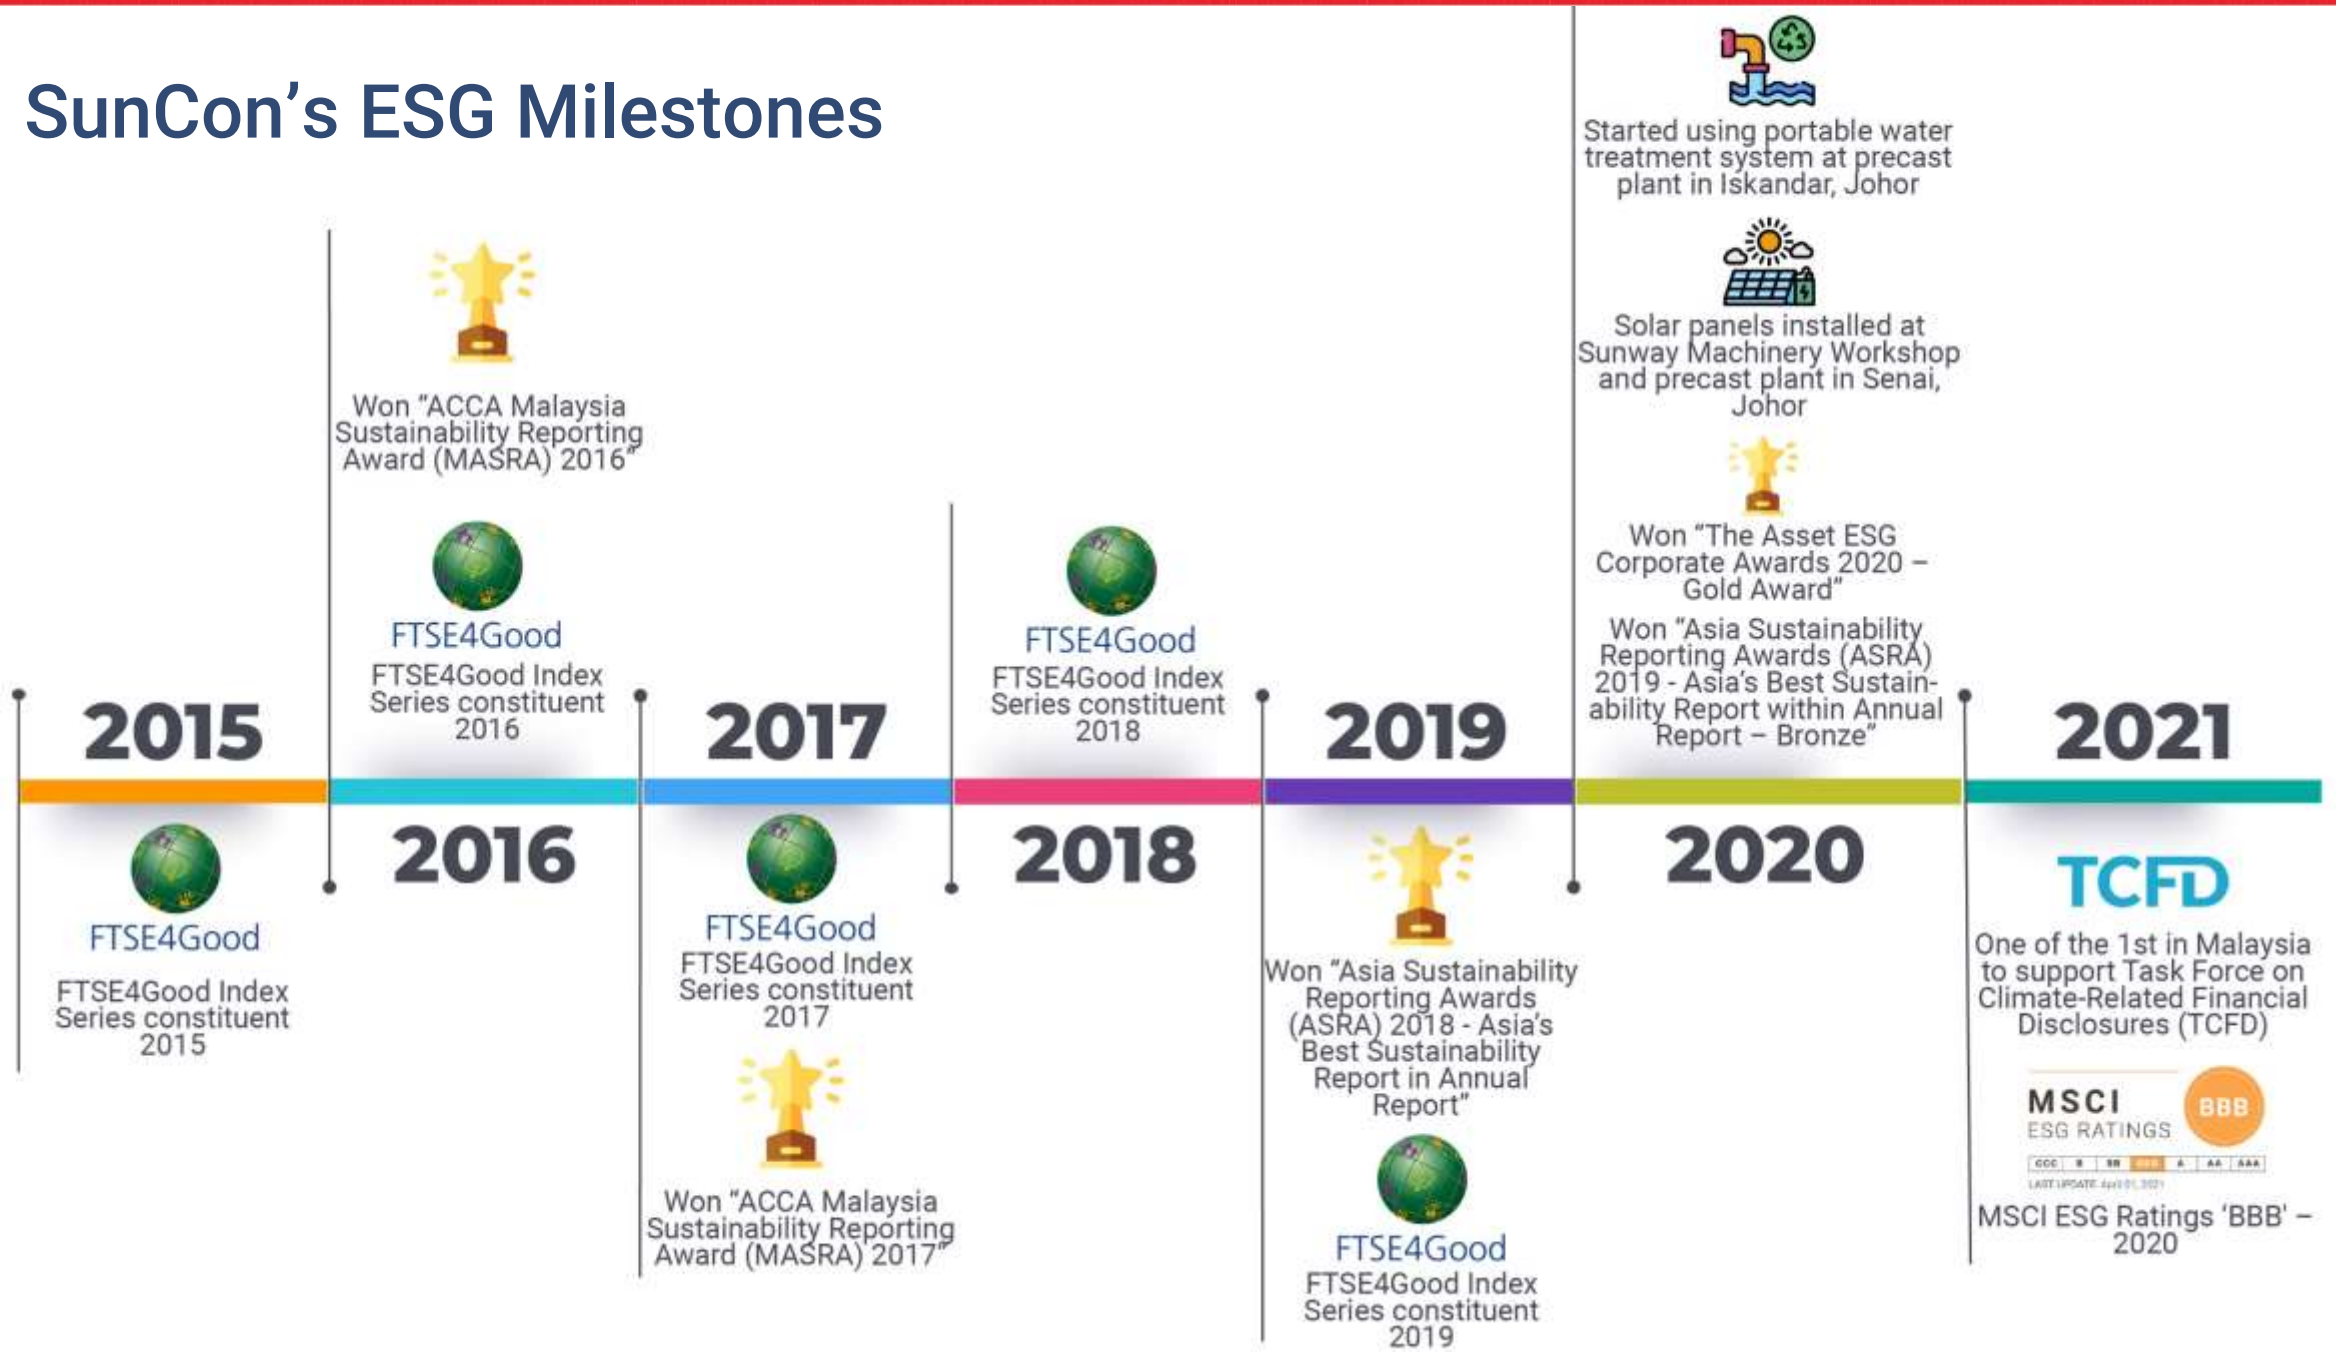 SunCon’s ESG Milestones
2015
FTSE4Good
FTSE4Good Index
Series constituent
2015
Won “ACCA Malaysia
Sustainability Reporting
Award (MASRA) 2016”
FTSE4Good
FTSE4Good Index
Series constituent
2016
2016
2017
FTSE4Good
FTSE4Good Index
Series constituent
2017
Won “ACCA Malaysia
Sustainability Reporting
Award (MASRA) 2017”
FTSE4Good
FTSE4Good Index
Series constituent
2018
2018
2019
Won “Asia Sustainability
Reporting Awards
(ASRA) 2018 - Asia’s
Best Sustainability
Report in Annual
Report”
FTSE4Good
FTSE4Good Index
Series constituent
2019
Started using portable water
treatment system at precast
plant in Iskandar, Johor
Solar panels installed at
Sunway Machinery Workshop
and precast plant in Senai,
Johor
Won “The Asset ESG
Corporate Awards 2020 –
Gold Award”
Won “Asia Sustainability
Reporting Awards (ASRA)
2019 - Asia’s Best Sustain-
ability Report within Annual
Report – Bronze”
2020
2021
TCFD
One of the 1st in Malaysia
to support Task Force on
Climate-Related Financial
Disclosures (TCFD)
MSCI
ESG RATINGS
BBB
CCC B BB BBB A AA AAA
LAST UPDATE: April 01, 2021
MSCI ESG Ratings ‘BBB’ –
2020